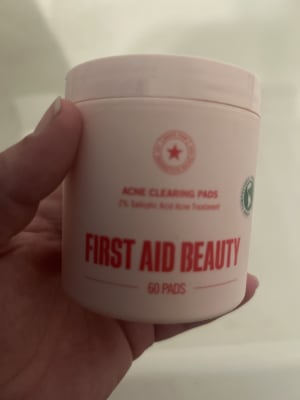 ACNE CLEARING PADS
2% Salicylic Acid Acne Treatment
FIRST AID BEAUTY
60 PADS